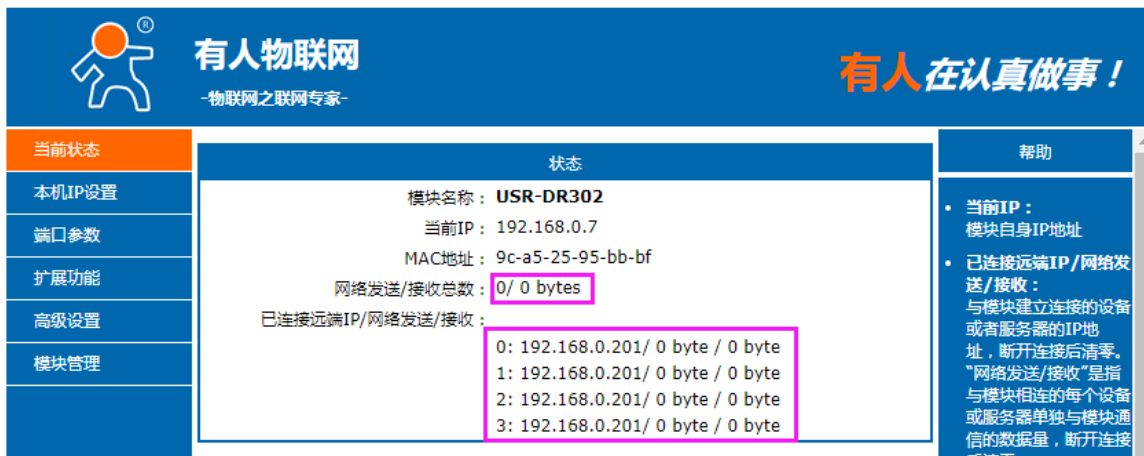 ®
有人物联网
-物联网之联网专家-
有人在认真做事！
当前状态
本机IP设置
端口参数
扩展功能
高级设置
模块管理
状态
模块名称： USR-DR302
当前IP： 192.168.0.7
MAC地址： 9c-a5-25-95-bb-bf
网络发送/接收总数： 0/ 0 bytes
已连接远端IP/网络发送/接收：
0: 192.168.0.201/ 0 byte / 0 byte
1: 192.168.0.201/ 0 byte / 0 byte
2: 192.168.0.201/ 0 byte / 0 byte
3: 192.168.0.201/ 0 byte / 0 byte
帮助
• 当前IP：
模块自身IP地址
• 已连接远端IP/网络发
送/接收：
与模块建立连接的设备
或者服务器的IP地
址，断开连接后清零。
“网络发送/接收”是指
与模块相连的每个设备
或服务器单独与模块通
信的数据量，断开连接